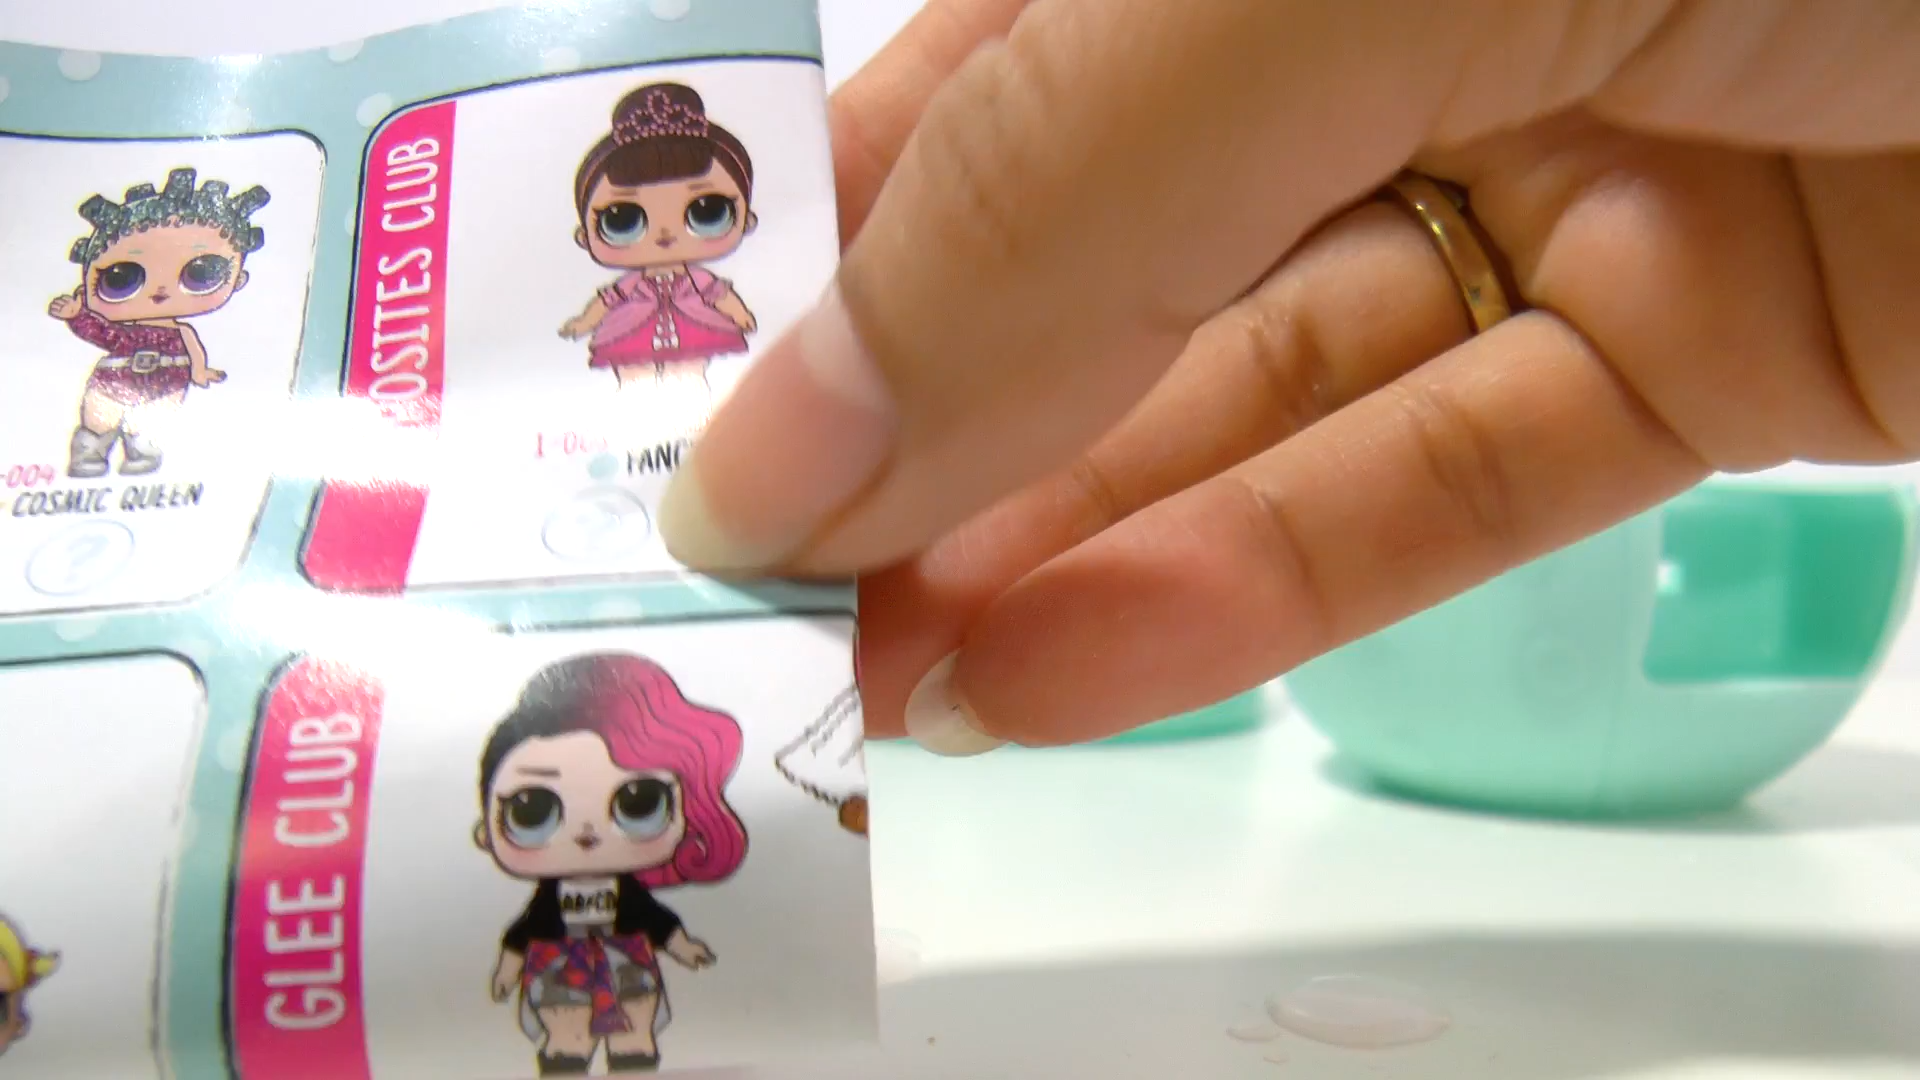 -004
COSMIC QUEEN
OSITES CLUB
FANC
GLEE CLUB